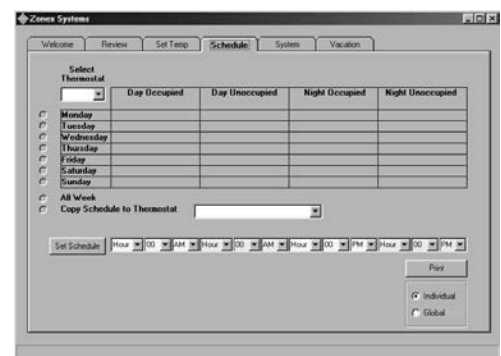 Zonex Systems
Welcome Review Set Temp Schedule System Vacation
Select
Thermostat
Day Occupied Day Unoccupied Night Occupied Night Unoccupied
Monday
Tuesday
Wednesday
Thursday
Friday
Saturday
Sunday
All Week
Copy Schedule to Thermostat
Set Schedule Hour 00 AM Hour 00 AM Hour 00 PM Hour 00 PM
Print
Individual
Global